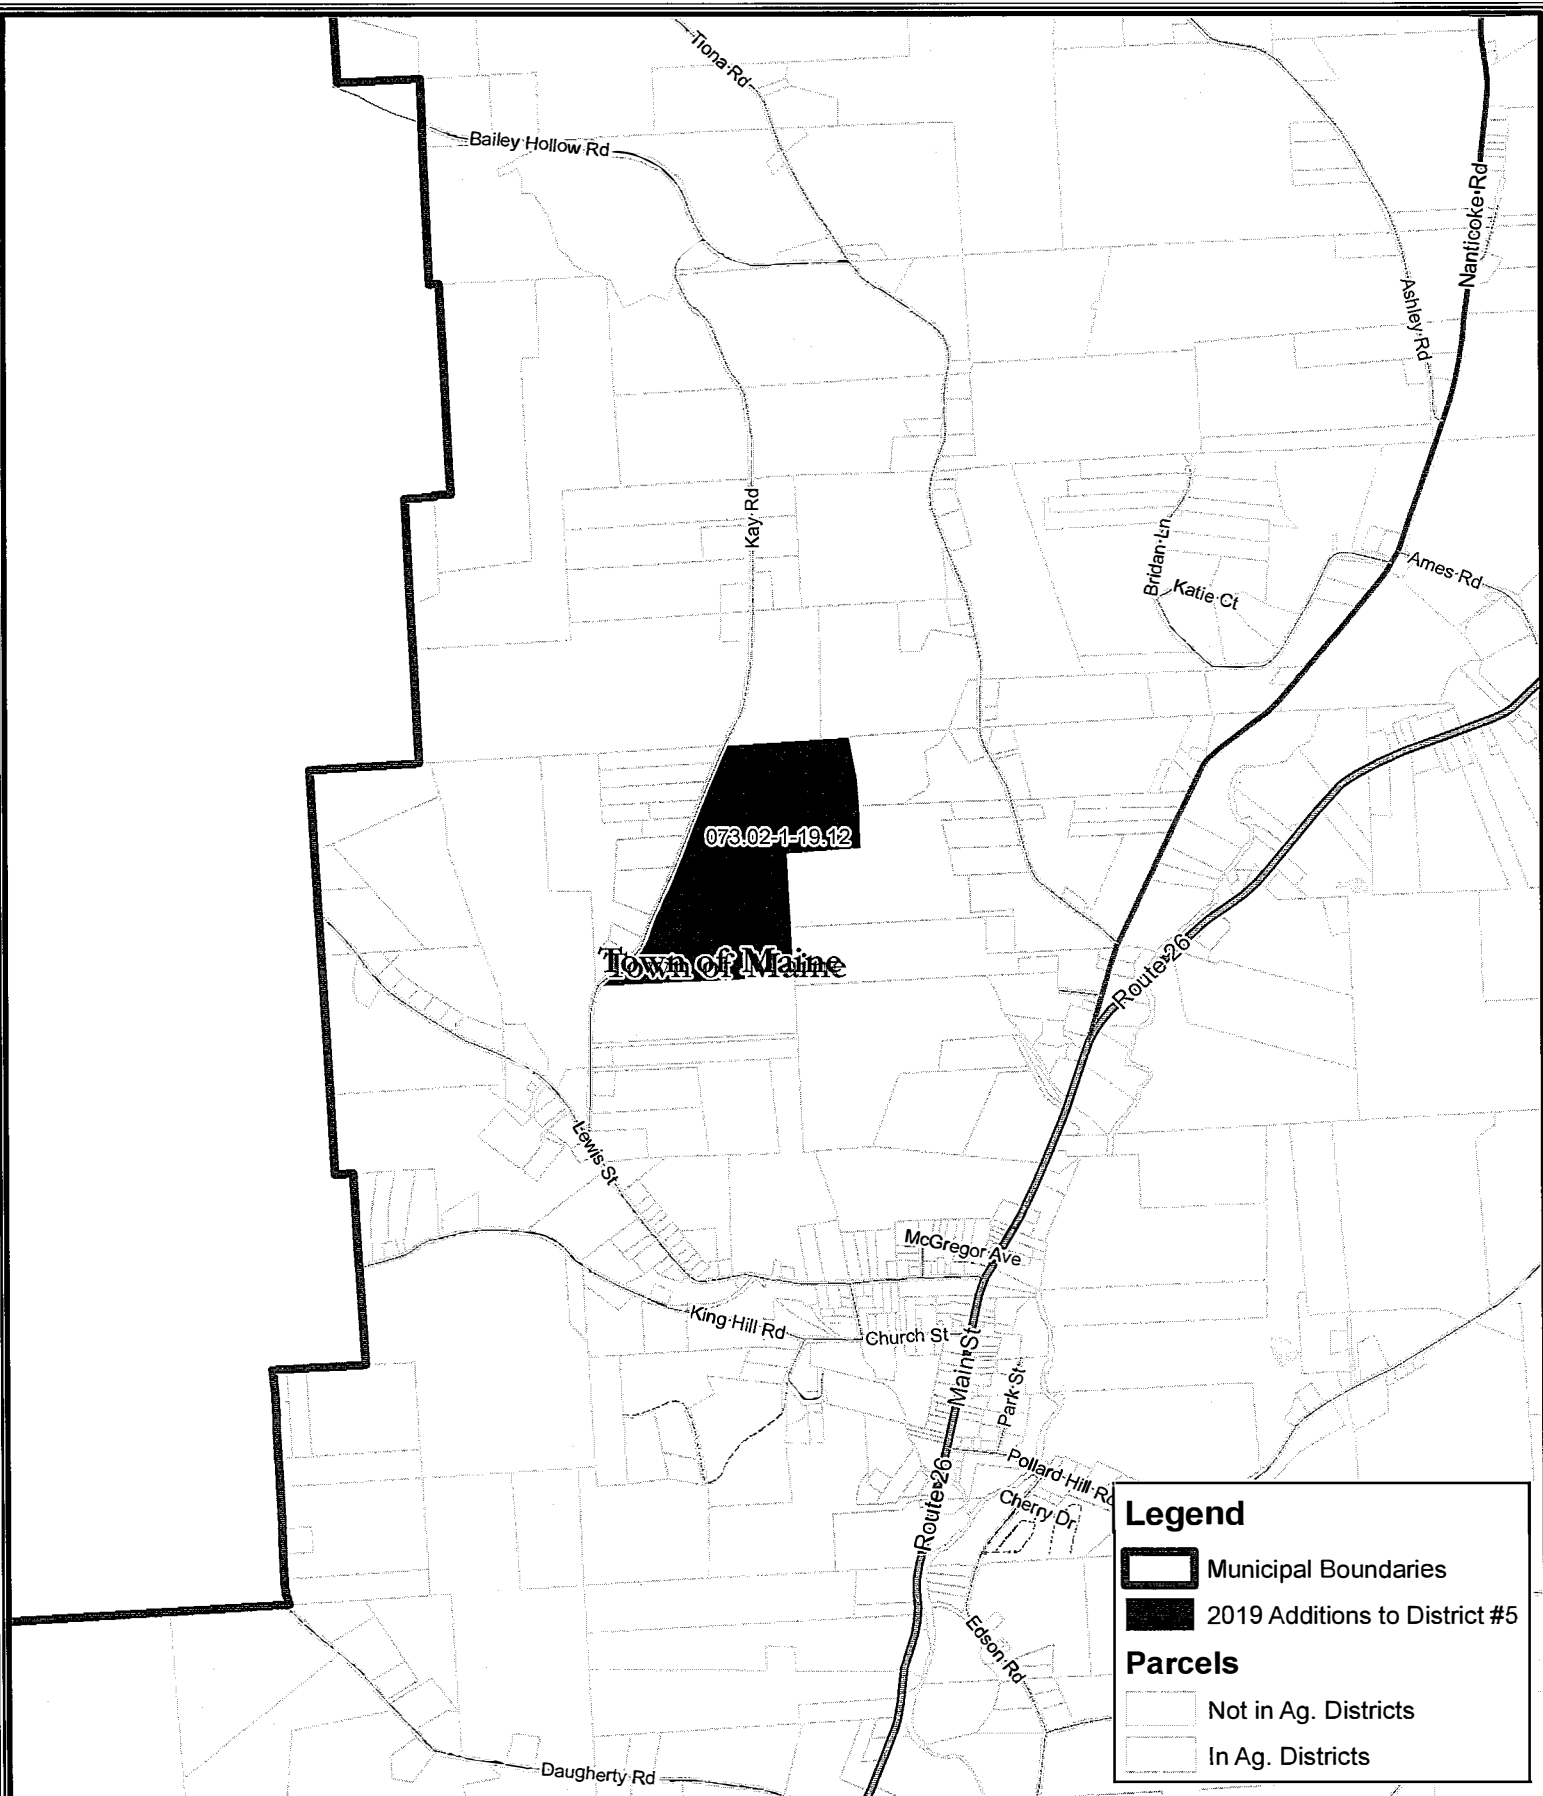 Tiona Rd
Bailey Hollow Rd
Nanticoke Rd
Ashley Rd
Kay Rd
Bridan Ln
Katie Ct
Ames Rd
073.02-1-19.12
Town of Maine
Route 26
Lewis St
McGregor Ave
King Hill Rd
Church St
Main St
Park St
Route 26
Pollard Hill Rd
Cherry Dr
Edson Rd
Daugherty Rd
Legend
Municipal Boundaries
2019 Additions to District #5
Parcels
Not in Ag. Districts
In Ag. Districts